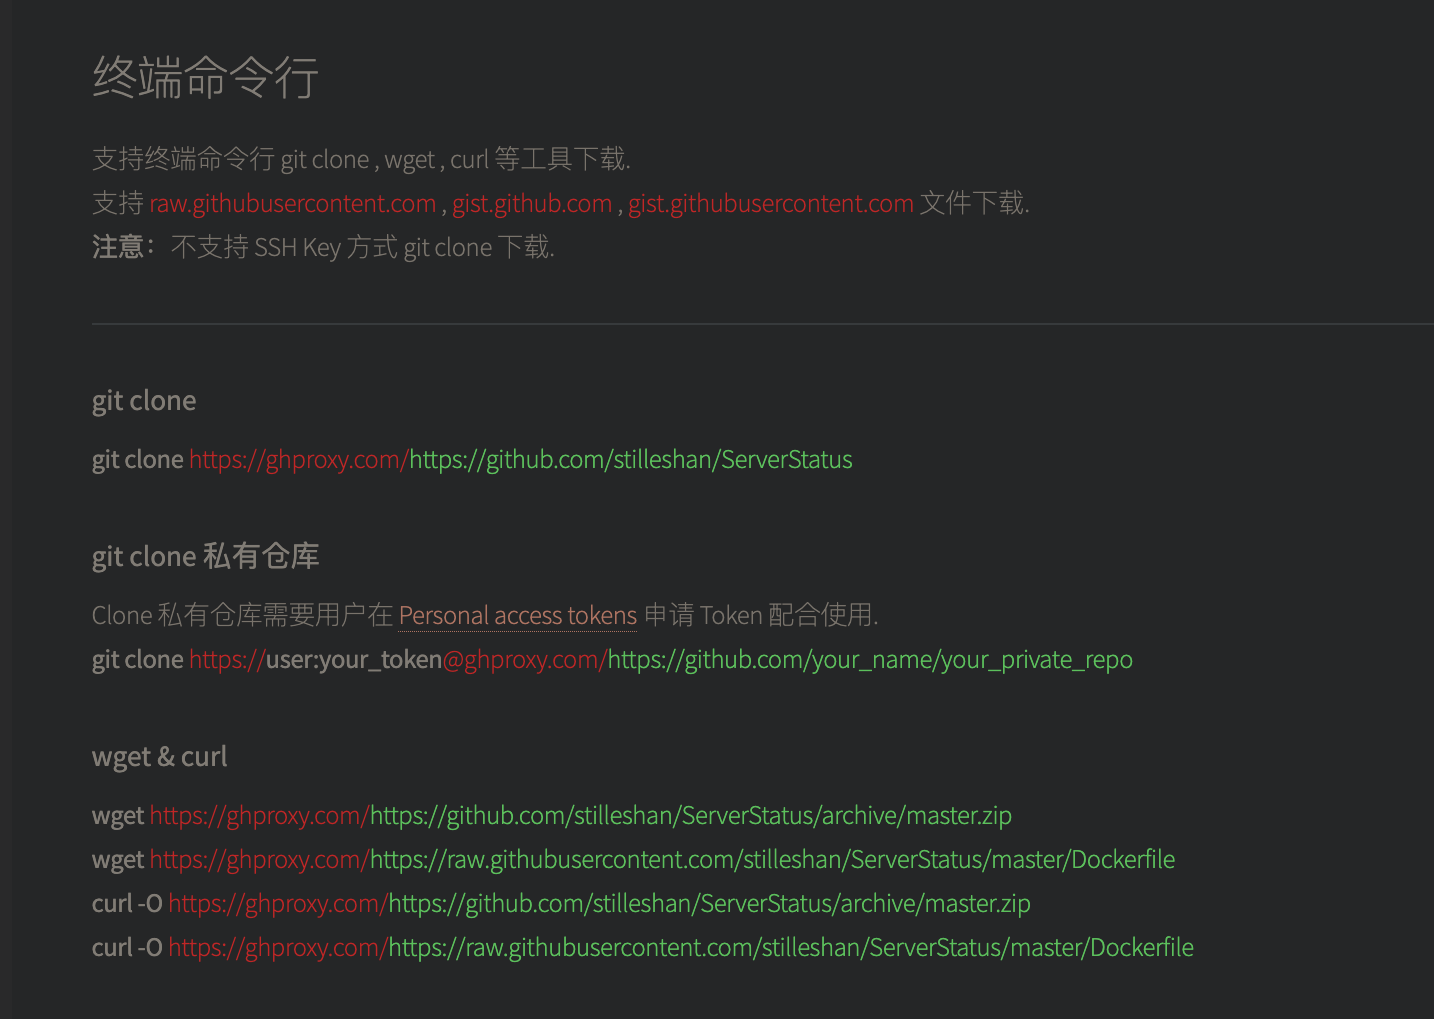 终端命令行
支持终端命令行 git clone , wget , curl 等工具下载.
支持 raw.githubusercontent.com , gist.github.com , gist.githubusercontent.com 文件下载.
注意： 不支持 SSH Key 方式 git clone 下载.
git clone
git clone https://ghproxy.com/https://github.com/stilleshan/ServerStatus
git clone 私有仓库
Clone 私有仓库需要用户在 Personal access tokens 申请 Token 配合使用.
git clone https://user:your_token@ghproxy.com/https://github.com/your_name/your_private_repo
wget & curl
wget https://ghproxy.com/https://github.com/stilleshan/ServerStatus/archive/master.zip
wget https://ghproxy.com/https://raw.githubusercontent.com/stilleshan/ServerStatus/master/Dockerfile
curl -O https://ghproxy.com/https://github.com/stilleshan/ServerStatus/archive/master.zip
curl -O https://ghproxy.com/https://raw.githubusercontent.com/stilleshan/ServerStatus/master/Dockerfile